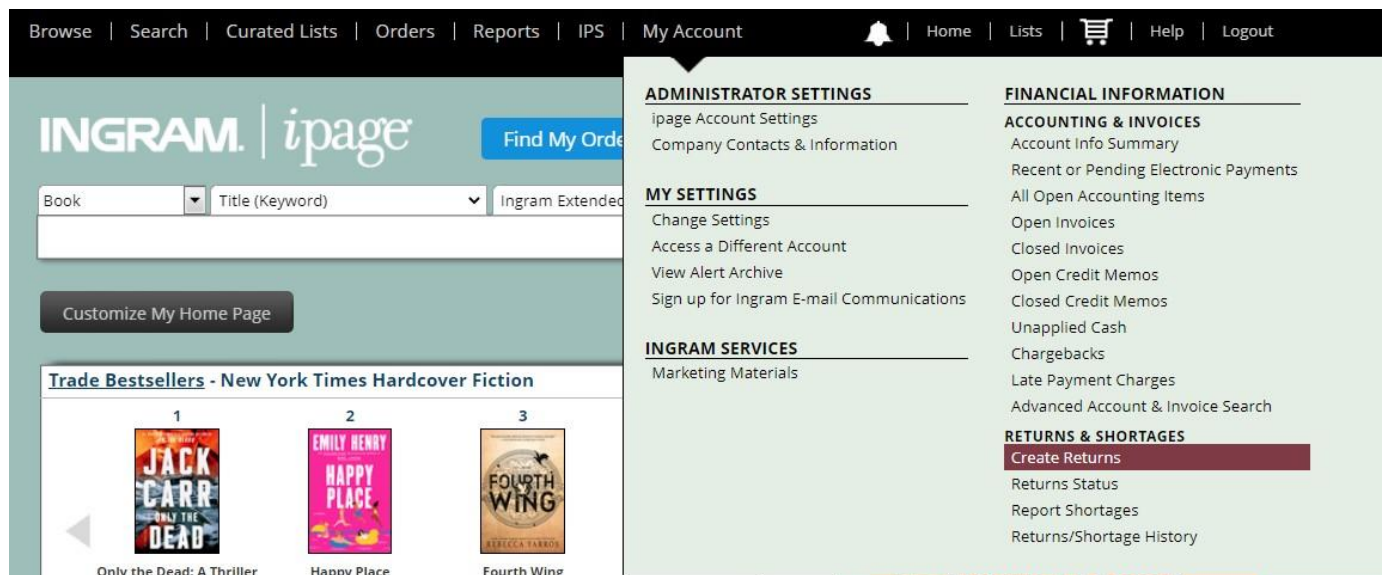 Browse | Search | Curated Lists | Orders | Reports | IPS | My Account | Home | Lists | Help | Logout
INGRAM. | ipage
Find My Orde
Book Title (Keyword) Ingram Extended
Customize My Home Page
Trade Bestsellers - New York Times Hardcover Fiction
1 2 3
JACK
CARR
ONLY THE
DEAD
EMILY HENRY
HAPPY
PLACE
FOURTH
WING
REBECCA YARROS
Only the Dead: A Thriller Happy Place Fourth Wing
ADMINISTRATOR SETTINGS
ipage Account Settings
Company Contacts & Information
MY SETTINGS
Change Settings
Access a Different Account
View Alert Archive
Sign up for Ingram E-mail Communications
INGRAM SERVICES
Marketing Materials
FINANCIAL INFORMATION
ACCOUNTING & INVOICES
Account Info Summary
Recent or Pending Electronic Payments
All Open Accounting Items
Open Invoices
Closed Invoices
Open Credit Memos
Closed Credit Memos
Unapplied Cash
Chargebacks
Late Payment Charges
Advanced Account & Invoice Search
RETURNS & SHORTAGES
Create Returns
Returns Status
Report Shortages
Returns/Shortage History